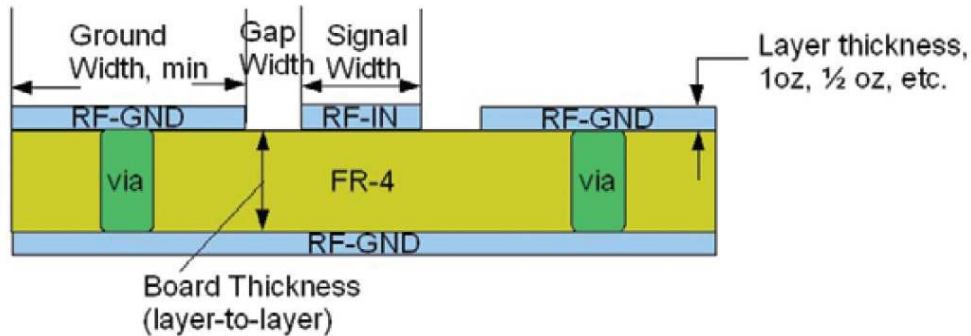 Ground
Width, min
Gap
Width
Signal
Width
Layer thickness,
1oz, ½ oz, etc.
RF-GND
RF-IN
RF-GND
via
FR-4
via
RF-GND
Board Thickness
(layer-to-layer)